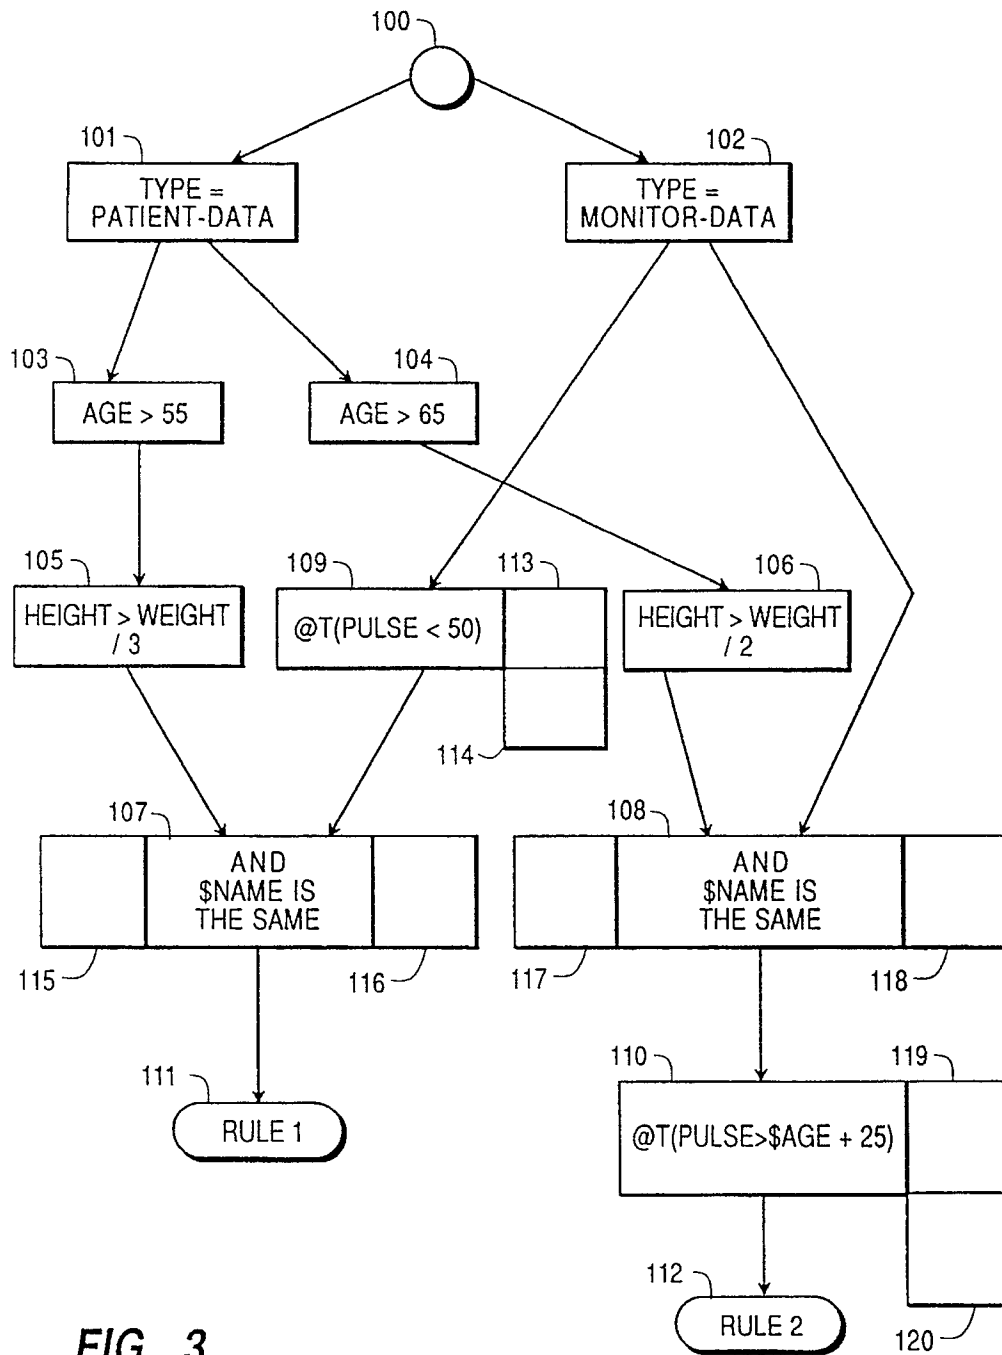 100
101
102
TYPE =
PATIENT-DATA
TYPE =
MONITOR-DATA
103
104
AGE > 55
AGE > 65
105
109
113
106
HEIGHT > WEIGHT
/ 3
@T(PULSE < 50)
HEIGHT > WEIGHT
/ 2
114
107
108
AND
$NAME IS
THE SAME
AND
$NAME IS
THE SAME
115
116
117
118
110
119
111
RULE 1
@T(PULSE>$AGE + 25)
112
RULE 2
120
FIG. 3